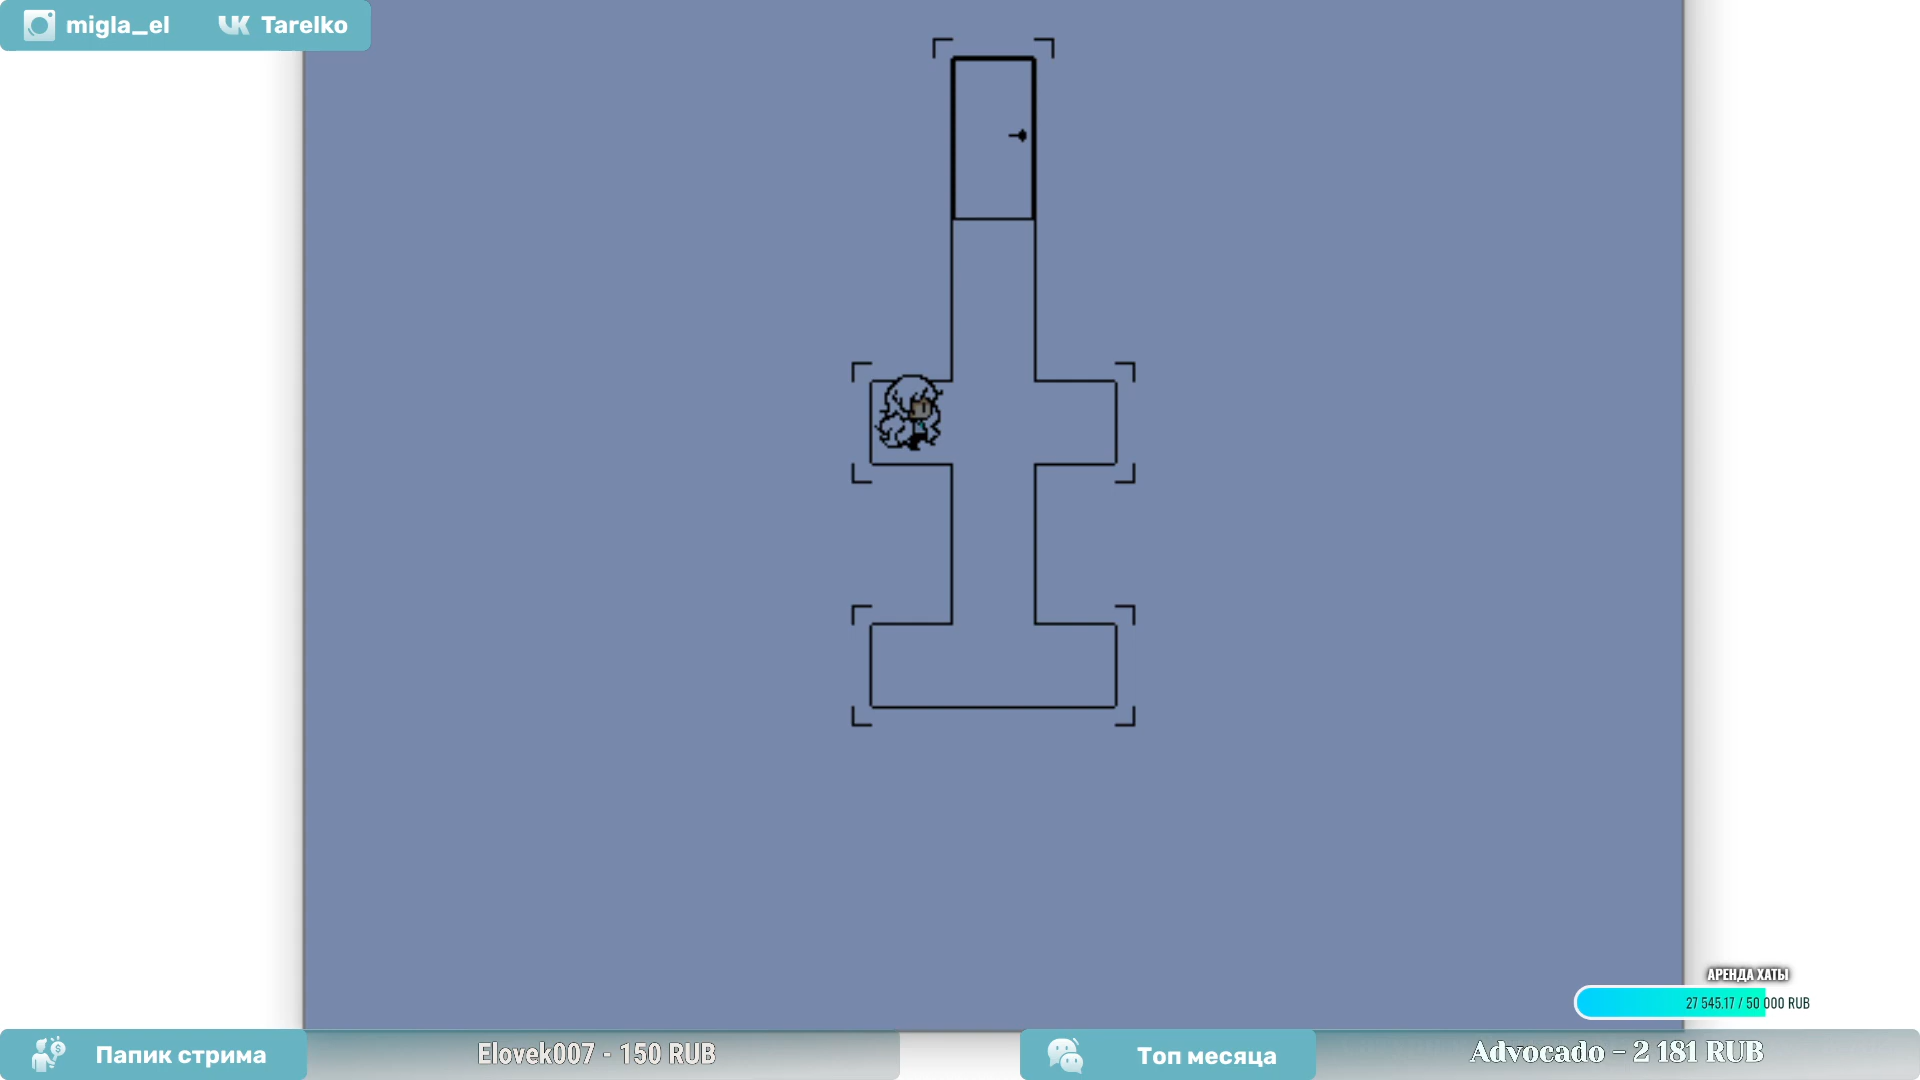 migla_el
Tarelko
АРЕНДА ХАТЫ
27 545.17 / 50 000 RUB
Папик стрима
Elovek007 - 150 RUB
Топ месяца
Advocado - 2 181 RUB